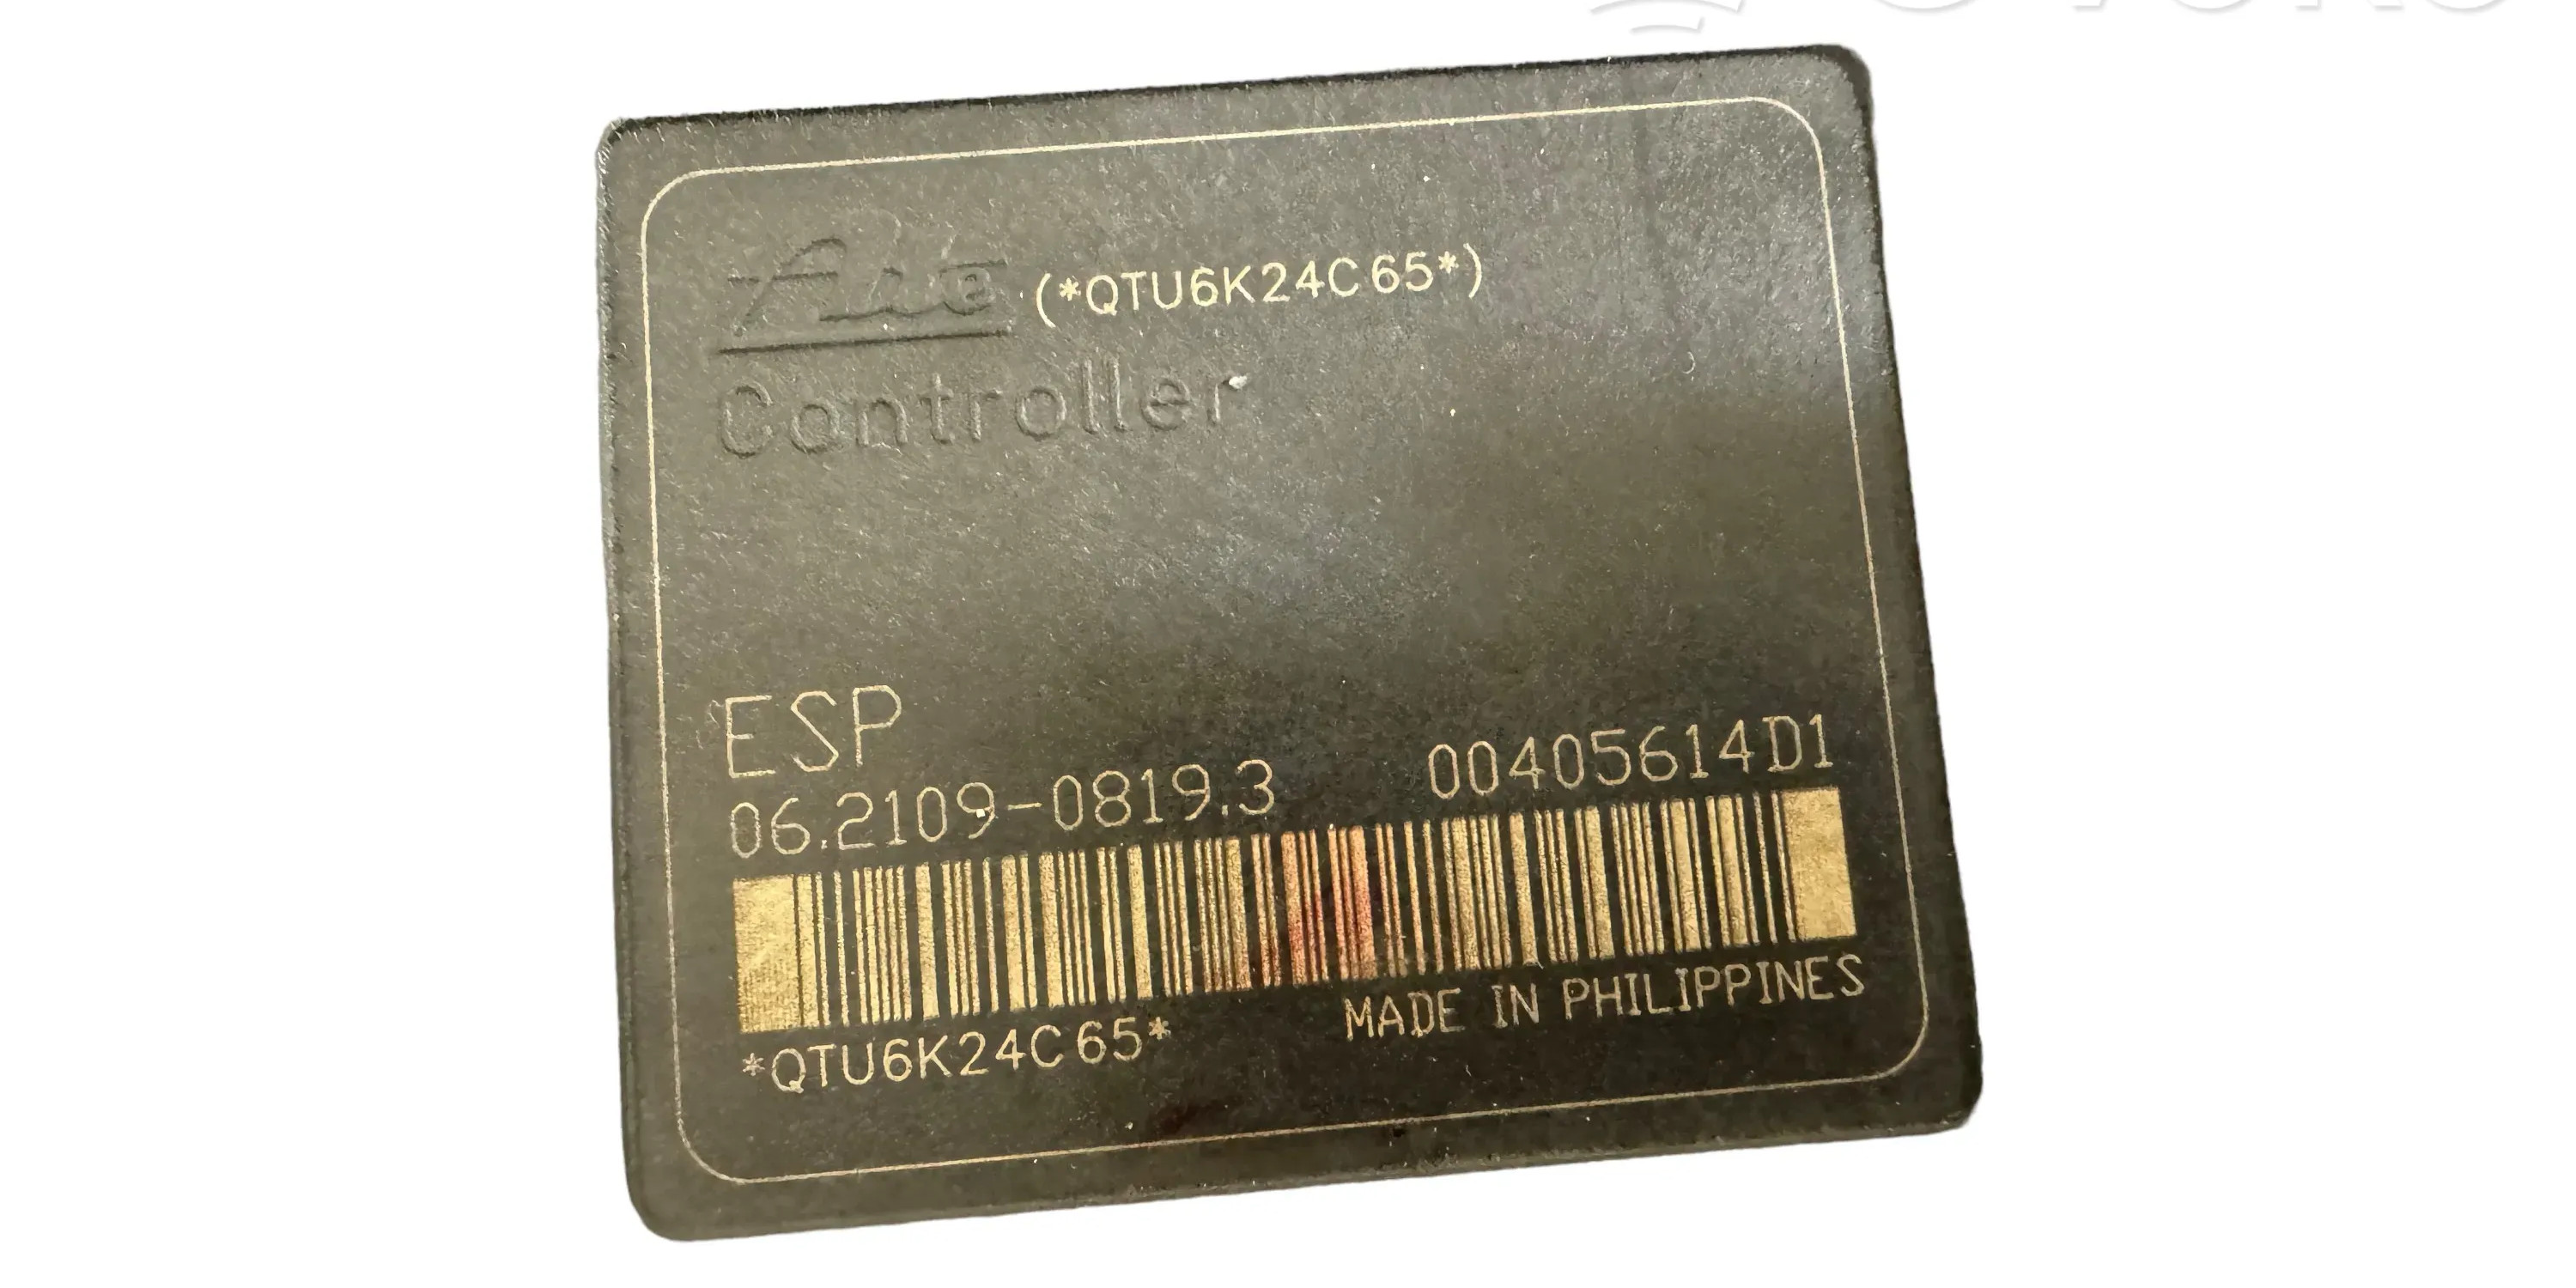 Ate (*QTU6K24C65*)
Controller
ESP
06.2109-0819.3 00405614D1
*QTU6K24C65* MADE IN PHILIPPINES